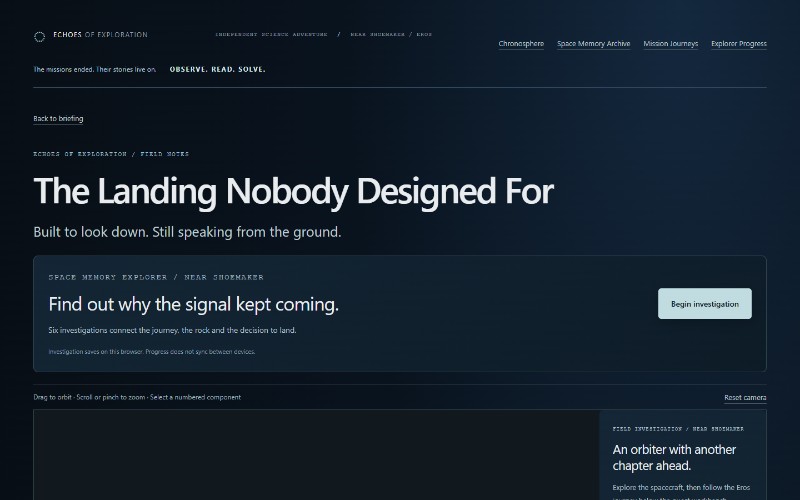 ECHOES OF EXPLORATION
INDEPENDENT SCIENCE ADVENTURE / NEAR SHOEMAKER / EROS
Chronosphere Space Memory Archive Mission Journeys Explorer Progress
The missions ended. Their stories live on. OBSERVE. READ. SOLVE.
Back to briefing
ECHOES OF EXPLORATION / FIELD NOTES
The Landing Nobody Designed For
Built to look down. Still speaking from the ground.
SPACE MEMORY EXPLORER / NEAR SHOEMAKER
Find out why the signal kept coming.
Begin investigation
Six investigations connect the journey, the rock and the decision to land.
Investigation saves on this browser. Progress does not sync between devices.
Drag to orbit · Scroll or pinch to zoom · Select a numbered component
Reset camera
FIELD INVESTIGATION / NEAR SHOEMAKER
An orbiter with another
chapter ahead.
Explore the spacecraft, then follow the Eros